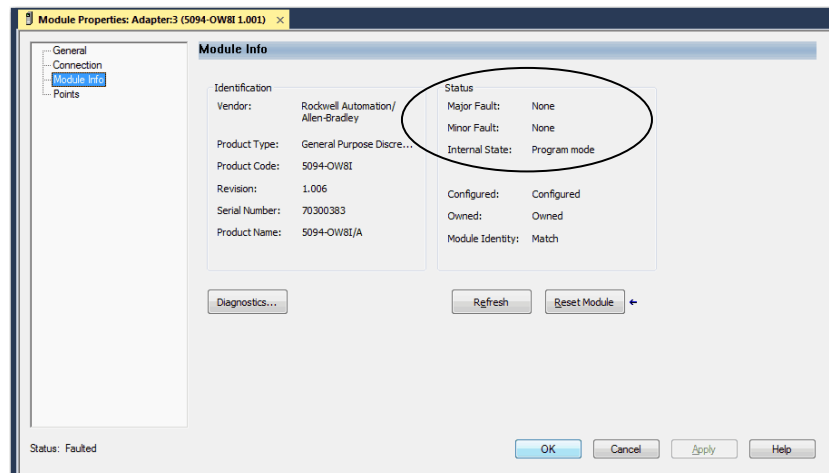 Module Properties: Adapter:3 (5094-OW8I 1.001) ×
General
Connection
Module Info
Points
Module Info
Identification
Vendor: Rockwell Automation/
Allen-Bradley
Product Type: General Purpose Discre...
Product Code: 5094-OW8I
Revision: 1.006
Serial Number: 70300383
Product Name: 5094-OW8I/A
Status
Major Fault: None
Minor Fault: None
Internal State: Program mode
Configured: Configured
Owned: Owned
Module Identity: Match
Diagnostics...
Refresh
Reset Module
Status: Faulted
OK
Cancel
Apply
Help